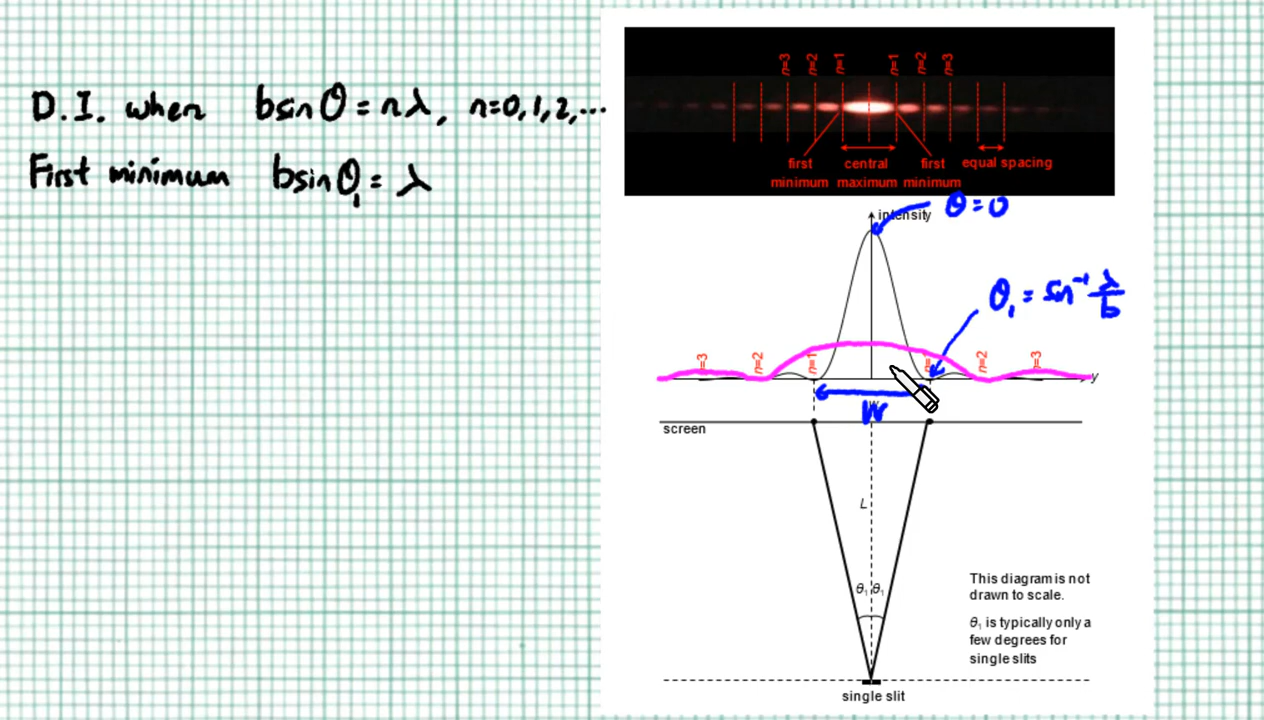 D.I. when bsinθ = nλ, n=0,1,2,...
First minimum bsinθ₁ = λ
n=3 n=2 n=1 n=1 n=2 n=3
first minimum
central maximum
first minimum
equal spacing
intensity
θ=0
θ₁ = sin⁻¹ λ/b
n=3 n=2 n=1 n=1 n=2 n=3
y
W
screen
L
θ₁ θ₁
This diagram is not
drawn to scale.
θ₁ is typically only a
few degrees for
single slits
single slit